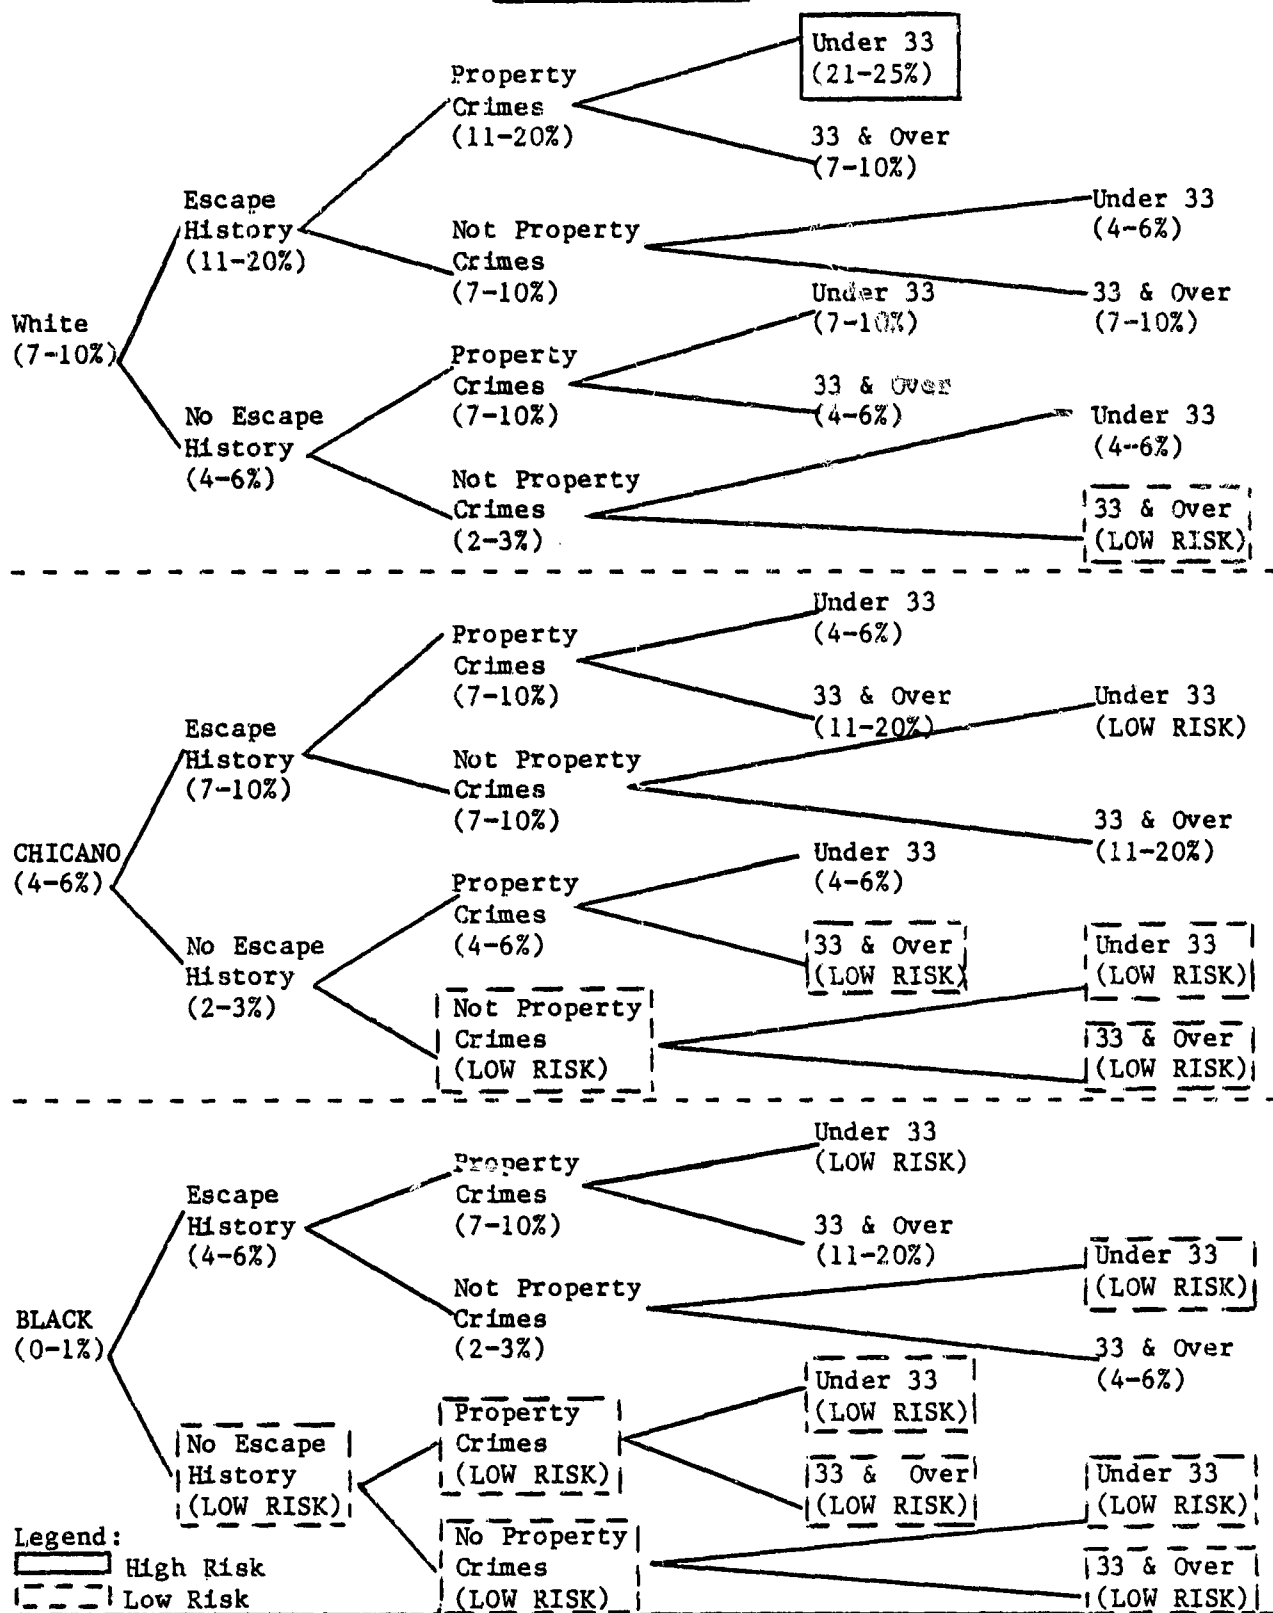 Under 33
(21-25%)
Property
Crimes
(11-20%)
33 & Over
(7-10%)
Escape
History
(11-20%)
Under 33
(4-6%)
Not Property
Crimes
(7-10%)
33 & Over
(7-10%)
White
(7-10%)
Under 33
(7-10%)
Property
Crimes
(7-10%)
33 & Over
(4-6%)
No Escape
History
(4-6%)
Under 33
(4-6%)
Not Property
Crimes
(2-3%)
33 & Over
(LOW RISK)
Under 33
(4-6%)
Property
Crimes
(7-10%)
33 & Over
(11-20%)
Under 33
(LOW RISK)
Escape
History
(7-10%)
Not Property
Crimes
(7-10%)
33 & Over
(11-20%)
CHICANO
(4-6%)
Under 33
(4-6%)
Property
Crimes
(4-6%)
33 & Over
(LOW RISK)
Under 33
(LOW RISK)
No Escape
History
(2-3%)
Not Property
Crimes
(LOW RISK)
33 & Over
(LOW RISK)
Under 33
(LOW RISK)
Property
Crimes
(7-10%)
33 & Over
(11-20%)
Escape
History
(4-6%)
Under 33
(LOW RISK)
Not Property
Crimes
(2-3%)
33 & Over
(4-6%)
BLACK
(0-1%)
Under 33
(LOW RISK)
Property
Crimes
(LOW RISK)
33 & Over
(LOW RISK)
No Escape
History
(LOW RISK)
Under 33
(LOW RISK)
No Property
Crimes
(LOW RISK)
33 & Over
(LOW RISK)
Legend:
High Risk
Low Risk